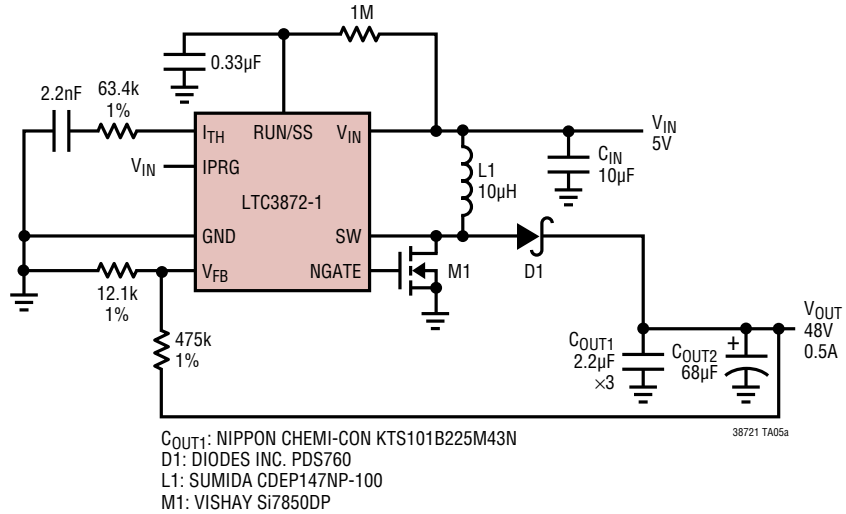 1M
0.33µF
2.2nF
63.4k
1%
ITH
RUN/SS
VIN
VIN
5V
VIN
IPRG
LTC3872-1
L1
10µH
CIN
10µF
GND
SW
VFB
NGATE
M1
D1
12.1k
1%
475k
1%
VOUT
48V
0.5A
COUT1
2.2µF
×3
+
COUT2
68µF
38721 TA05a
COUT1: NIPPON CHEMI-CON KTS101B225M43N
D1: DIODES INC. PDS760
L1: SUMIDA CDEP147NP-100
M1: VISHAY Si7850DP